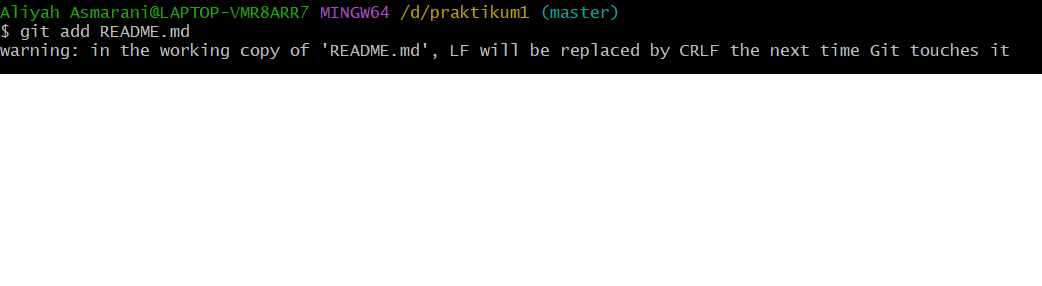 Aliyah Asmarani@LAPTOP-VMR8ARR7 MINGW64 /d/praktikum1 (master)
$ git add README.md
warning: in the working copy of 'README.md', LF will be replaced by CRLF the next time Git touches it